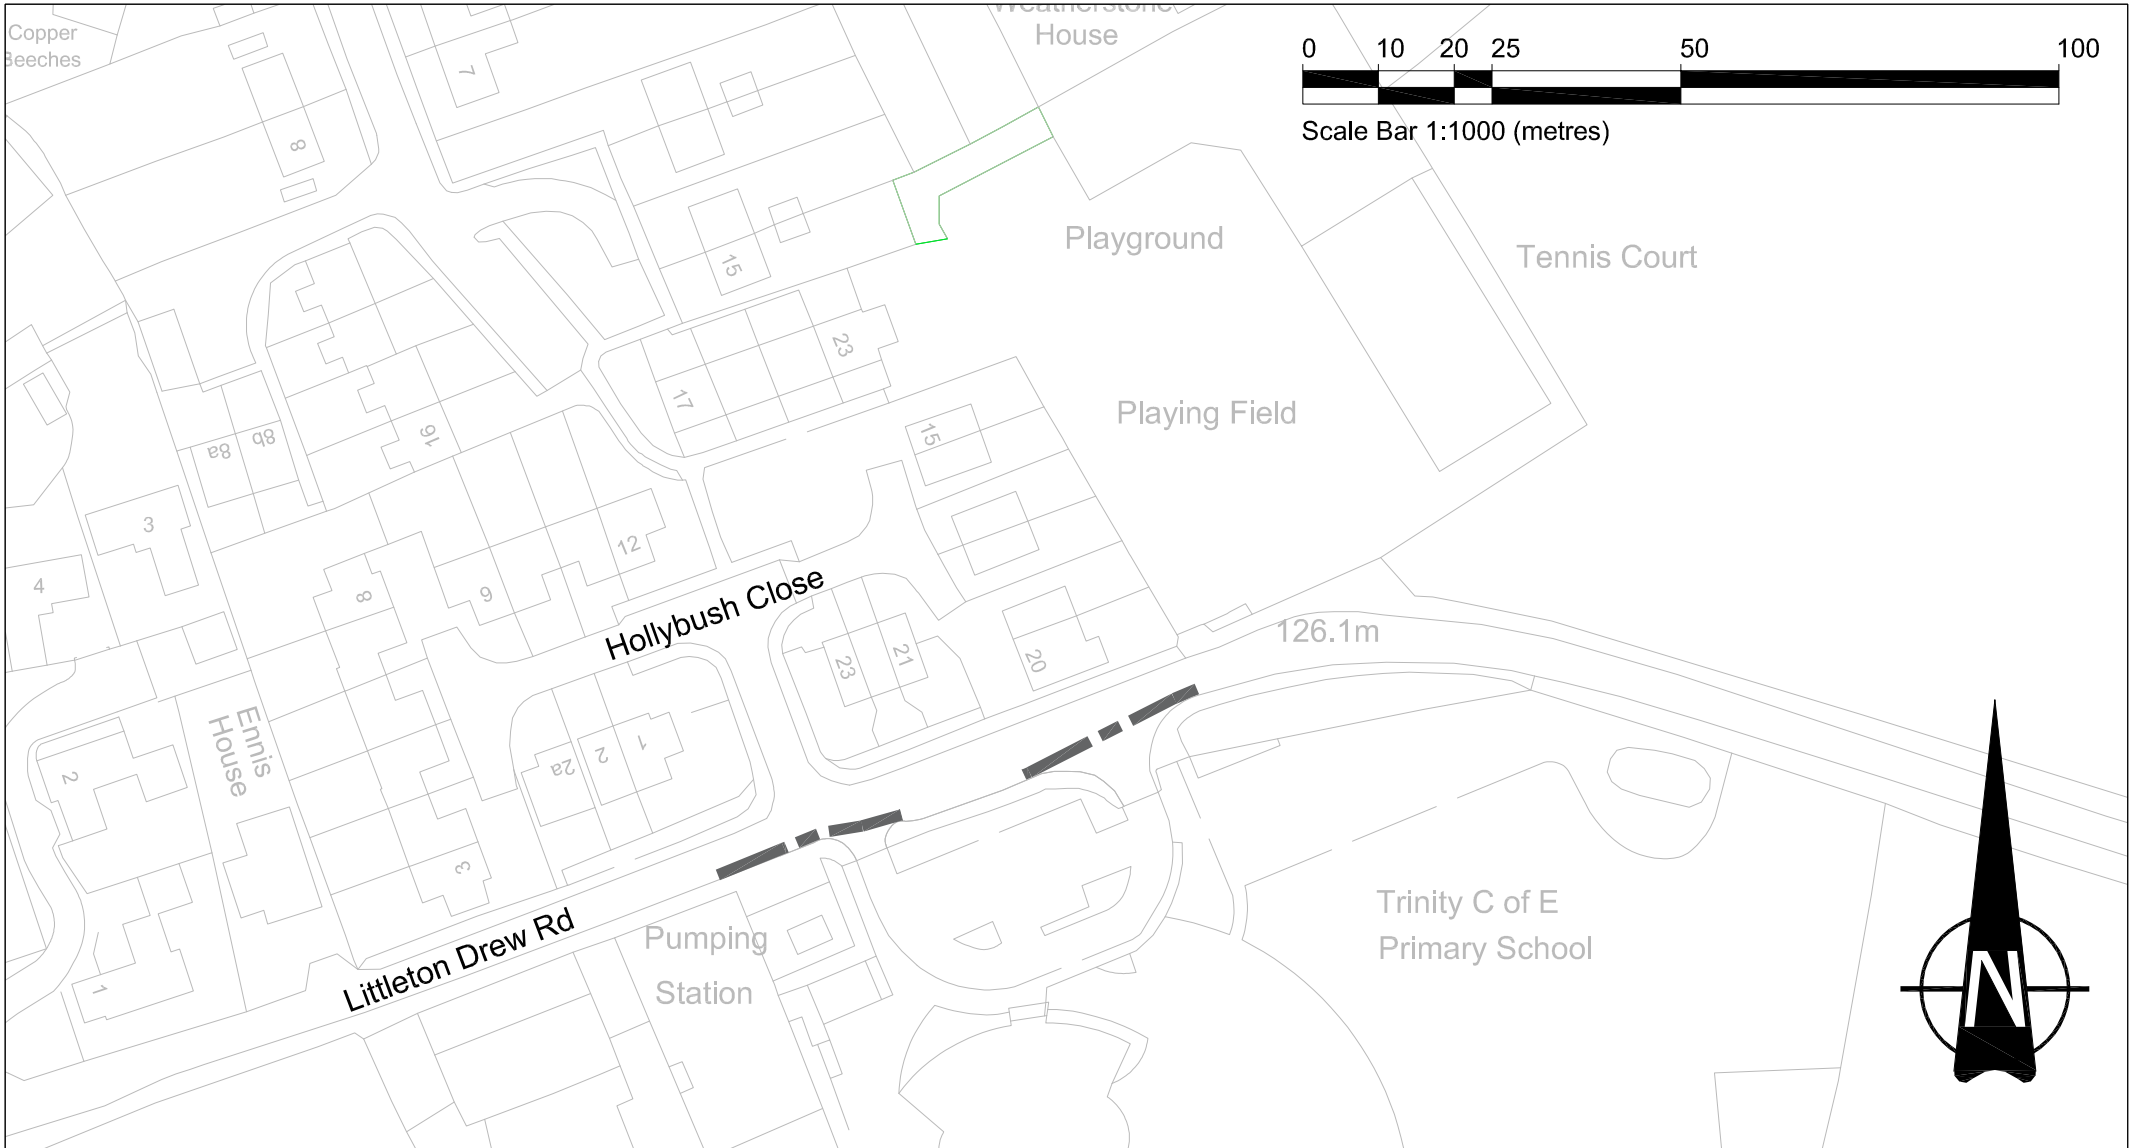 Copper
Beeches
Weatherstone
House
0 10 20 25 50 100
Scale Bar 1:1000 (metres)
7
8
15
Playground
Tennis Court
23
17
Playing Field
15
16
8a
8b
3
12
4
8
9
Hollybush Close
126.1m
23
21
20
Ennis
House
2
2a
2
1
3
Trinity C of E
Primary School
Littleton Drew Rd
Pumping
Station
1
N